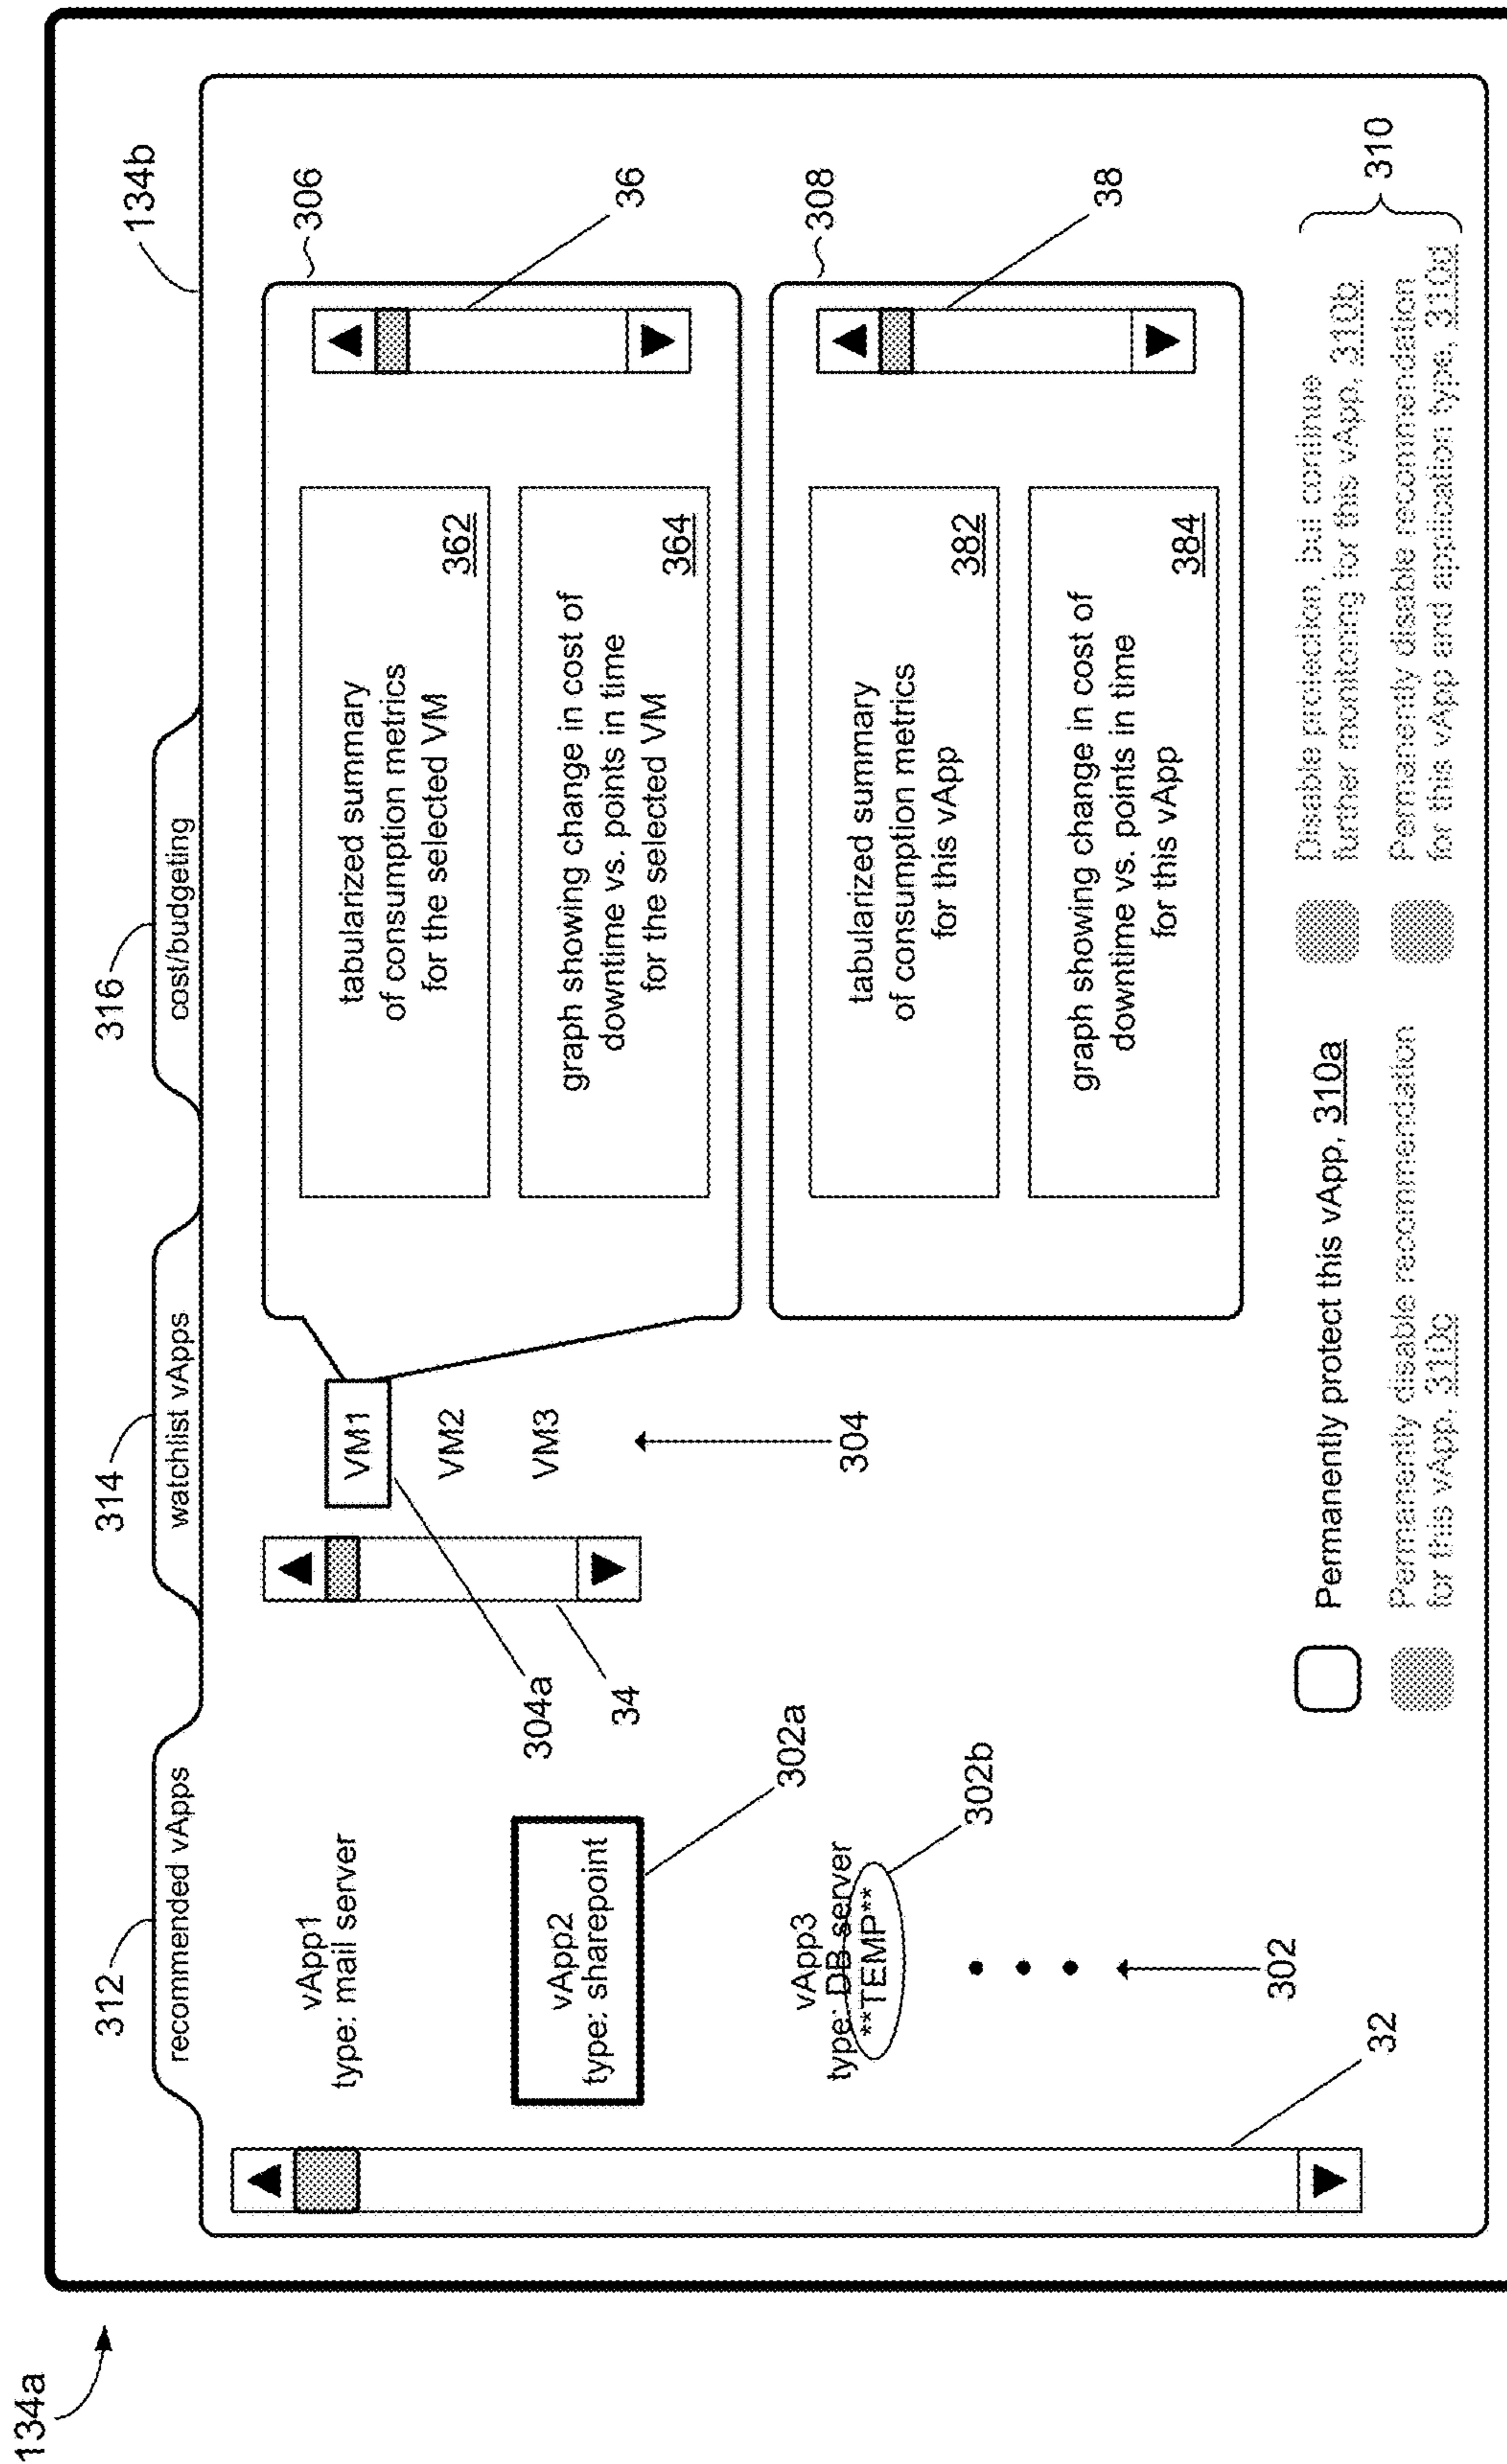 134a
312
314
316
134b
recommended vApps
watchlist vApps
cost/budgeting
vApp1
type: mail server
vApp2
type: sharepoint
302a
vApp3
type: DB server
**TEMP**
302b
302
32
VM1
VM2
VM3
304a
34
304
306
tabularized summary
of consumption metrics
for the selected VM
362
graph showing change in cost of
downtime vs. points in time
for the selected VM
364
36
308
tabularized summary
of consumption metrics
for this vApp
382
graph showing change in cost of
downtime vs. points in time
for this vApp
384
38
Permanently protect this vApp, 310a
Disable protection, but continue
further monitoring for this vApp, 310b
Permanently disable recommendation
for this vApp, 310c
Permanently disable recommendation
for this vApp and application type, 310d
310